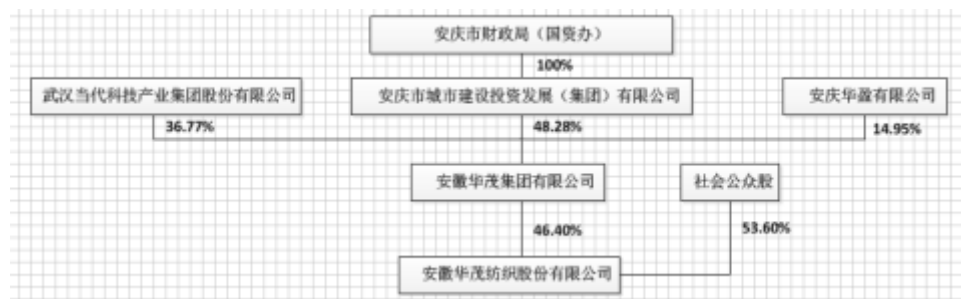 安庆市财政局（国资办）
100%
武汉当代科技产业集团股份有限公司
安庆市城市建设投资发展（集团）有限公司
安庆华盈有限公司
36.77%
48.28%
14.95%
安徽华茂集团有限公司
社会公众股
46.40%
53.60%
安徽华茂纺织股份有限公司